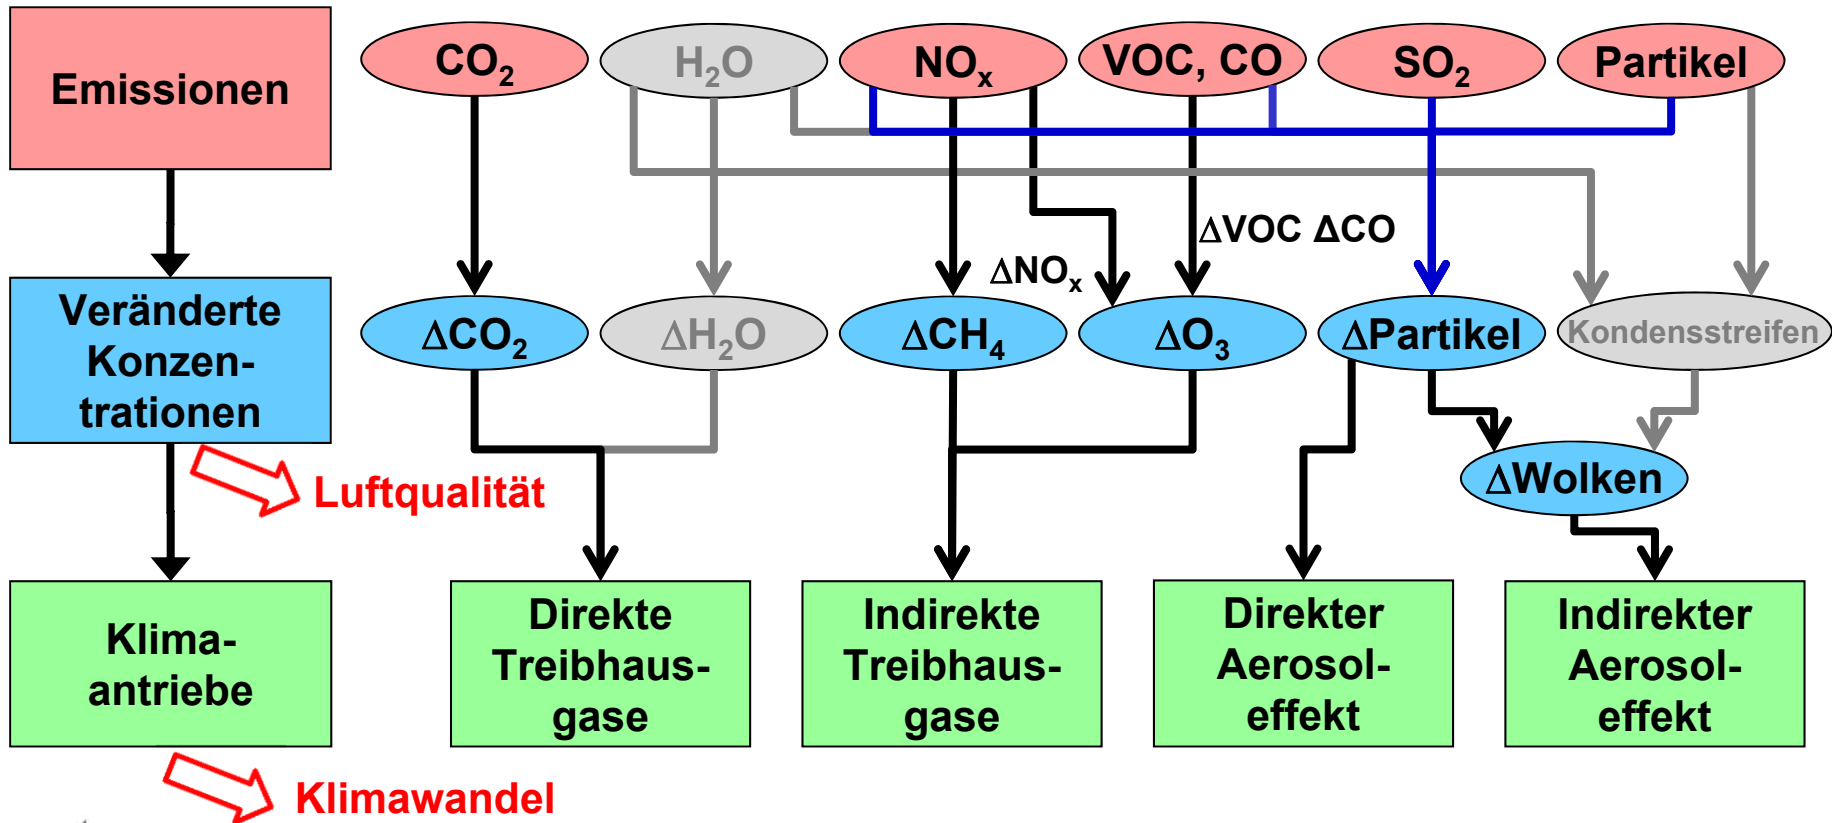 Emissionen
CO₂
H₂O
NOₓ
VOC, CO
SO₂
Partikel
ΔVOC ΔCO
ΔNOₓ
Veränderte
Konzen-
trationen
ΔCO₂
ΔH₂O
ΔCH₄
ΔO₃
ΔPartikel
Kondensstreifen
Luftqualität
ΔWolken
Klima-
antriebe
Direkte
Treibhaus-
gase
Indirekte
Treibhaus-
gase
Direkter
Aerosol-
effekt
Indirekter
Aerosol-
effekt
Klimawandel